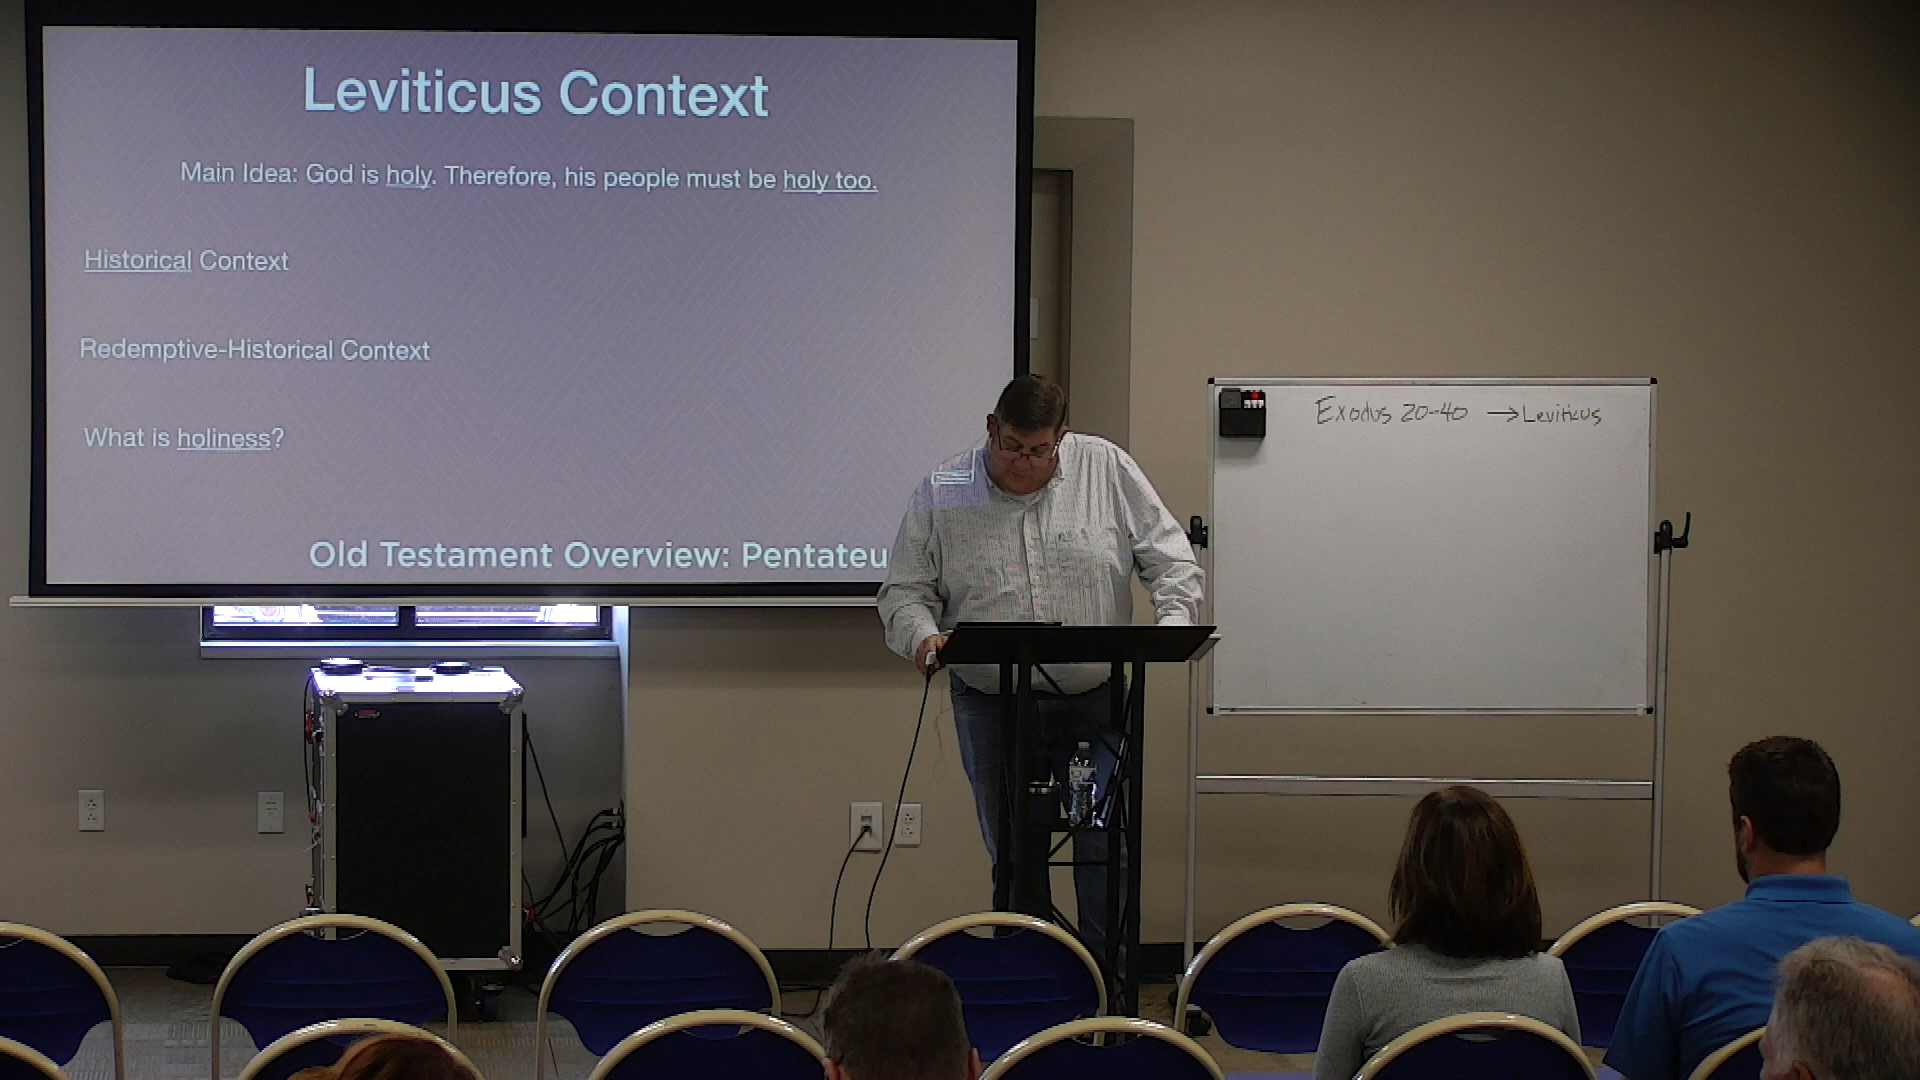 Leviticus Context
Main Idea: God is holy. Therefore, his people must be holy too.
Historical Context
Redemptive-Historical Context
What is holiness?
Old Testament Overview: Pentateu
Exodus 20-40 → Leviticus